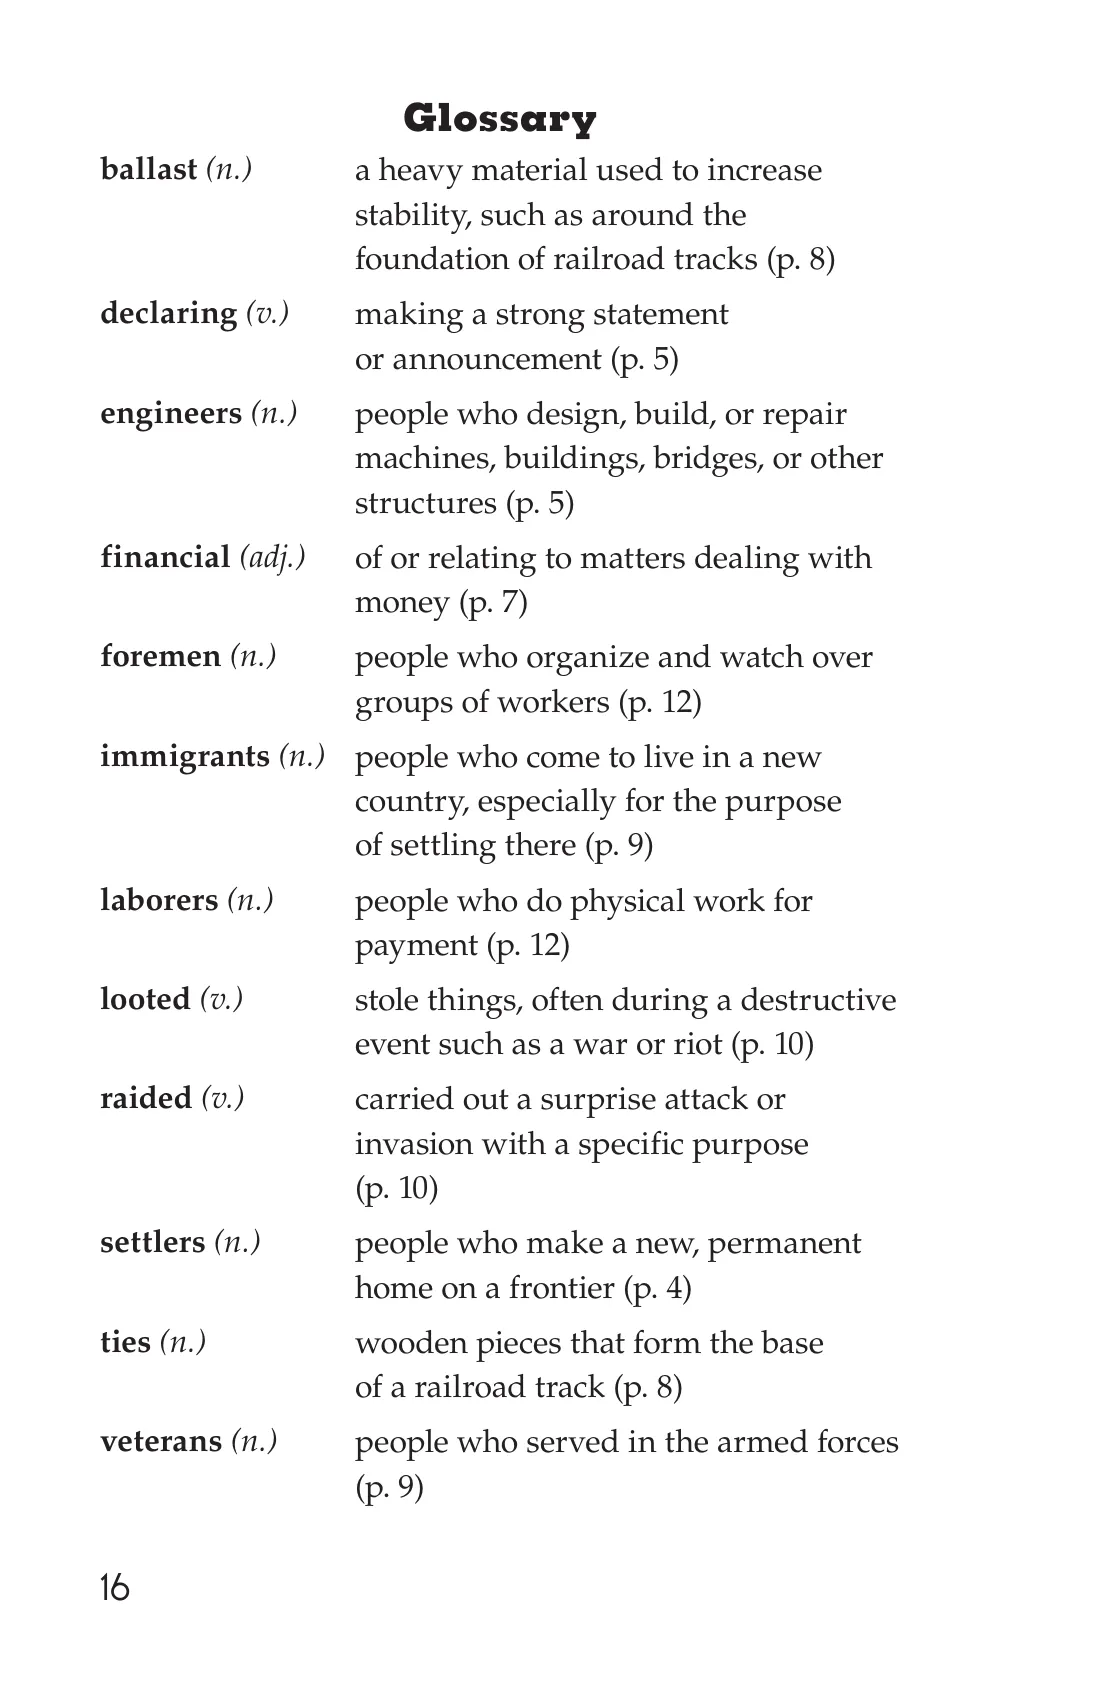 Glossary
ballast (n.) a heavy material used to increase
stability, such as around the
foundation of railroad tracks (p. 8)
declaring (v.) making a strong statement
or announcement (p. 5)
engineers (n.) people who design, build, or repair
machines, buildings, bridges, or other
structures (p. 5)
financial (adj.) of or relating to matters dealing with
money (p. 7)
foremen (n.) people who organize and watch over
groups of workers (p. 12)
immigrants (n.) people who come to live in a new
country, especially for the purpose
of settling there (p. 9)
laborers (n.) people who do physical work for
payment (p. 12)
looted (v.) stole things, often during a destructive
event such as a war or riot (p. 10)
raided (v.) carried out a surprise attack or
invasion with a specific purpose
(p. 10)
settlers (n.) people who make a new, permanent
home on a frontier (p. 4)
ties (n.) wooden pieces that form the base
of a railroad track (p. 8)
veterans (n.) people who served in the armed forces
(p. 9)
16